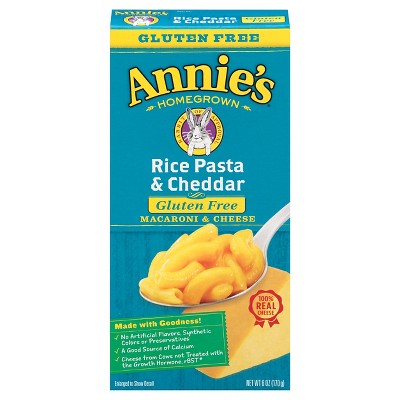 GLUTEN FREE
Annie's
HOMEGROWN
Rice Pasta
& Cheddar
Gluten Free
MACARONI & CHEESE
100%
REAL
CHEESE
Made with Goodness!
✓ No Artificial Flavors, Synthetic
Colors or Preservatives
✓ A Good Source of Calcium
✓ Cheese from Cows not Treated with
the Growth Hormone, rBST*
Enlarged to Show Detail
NET WT 6 OZ (170g)